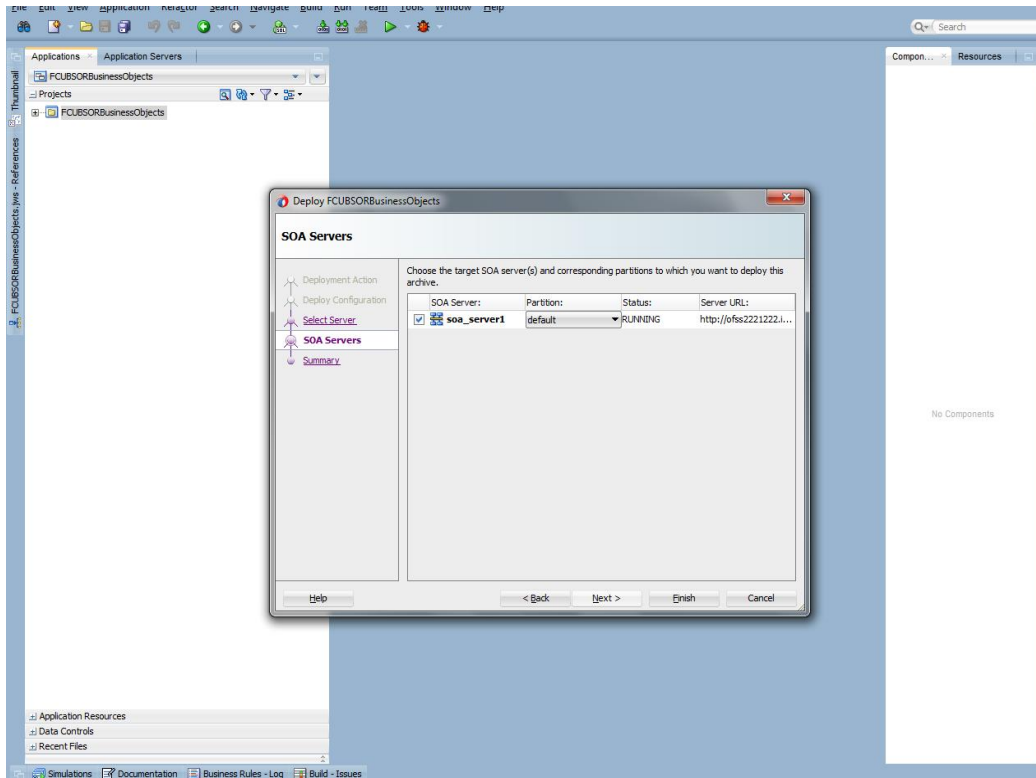 File Edit View Application Refactor Search Navigate Build Run Team Tools Window Help
Search
Applications Application Servers
Compon... Resources
FCUBSORBusinessObjects
Projects
FCUBSORBusinessObjects
Thumbnail
FCUBSORBusinessObjects.jws - References
Deploy FCUBSORBusinessObjects
SOA Servers
Deployment Action
Deploy Configuration
Select Server
SOA Servers
Summary
Choose the target SOA server(s) and corresponding partitions to which you want to deploy this
archive.
SOA Server: Partition: Status: Server URL:
soa_server1 default RUNNING http://ofss2221222.i...
No Components
Help < Back Next > Finish Cancel
Application Resources
Data Controls
Recent Files
Simulations Documentation Business Rules - Log Build - Issues